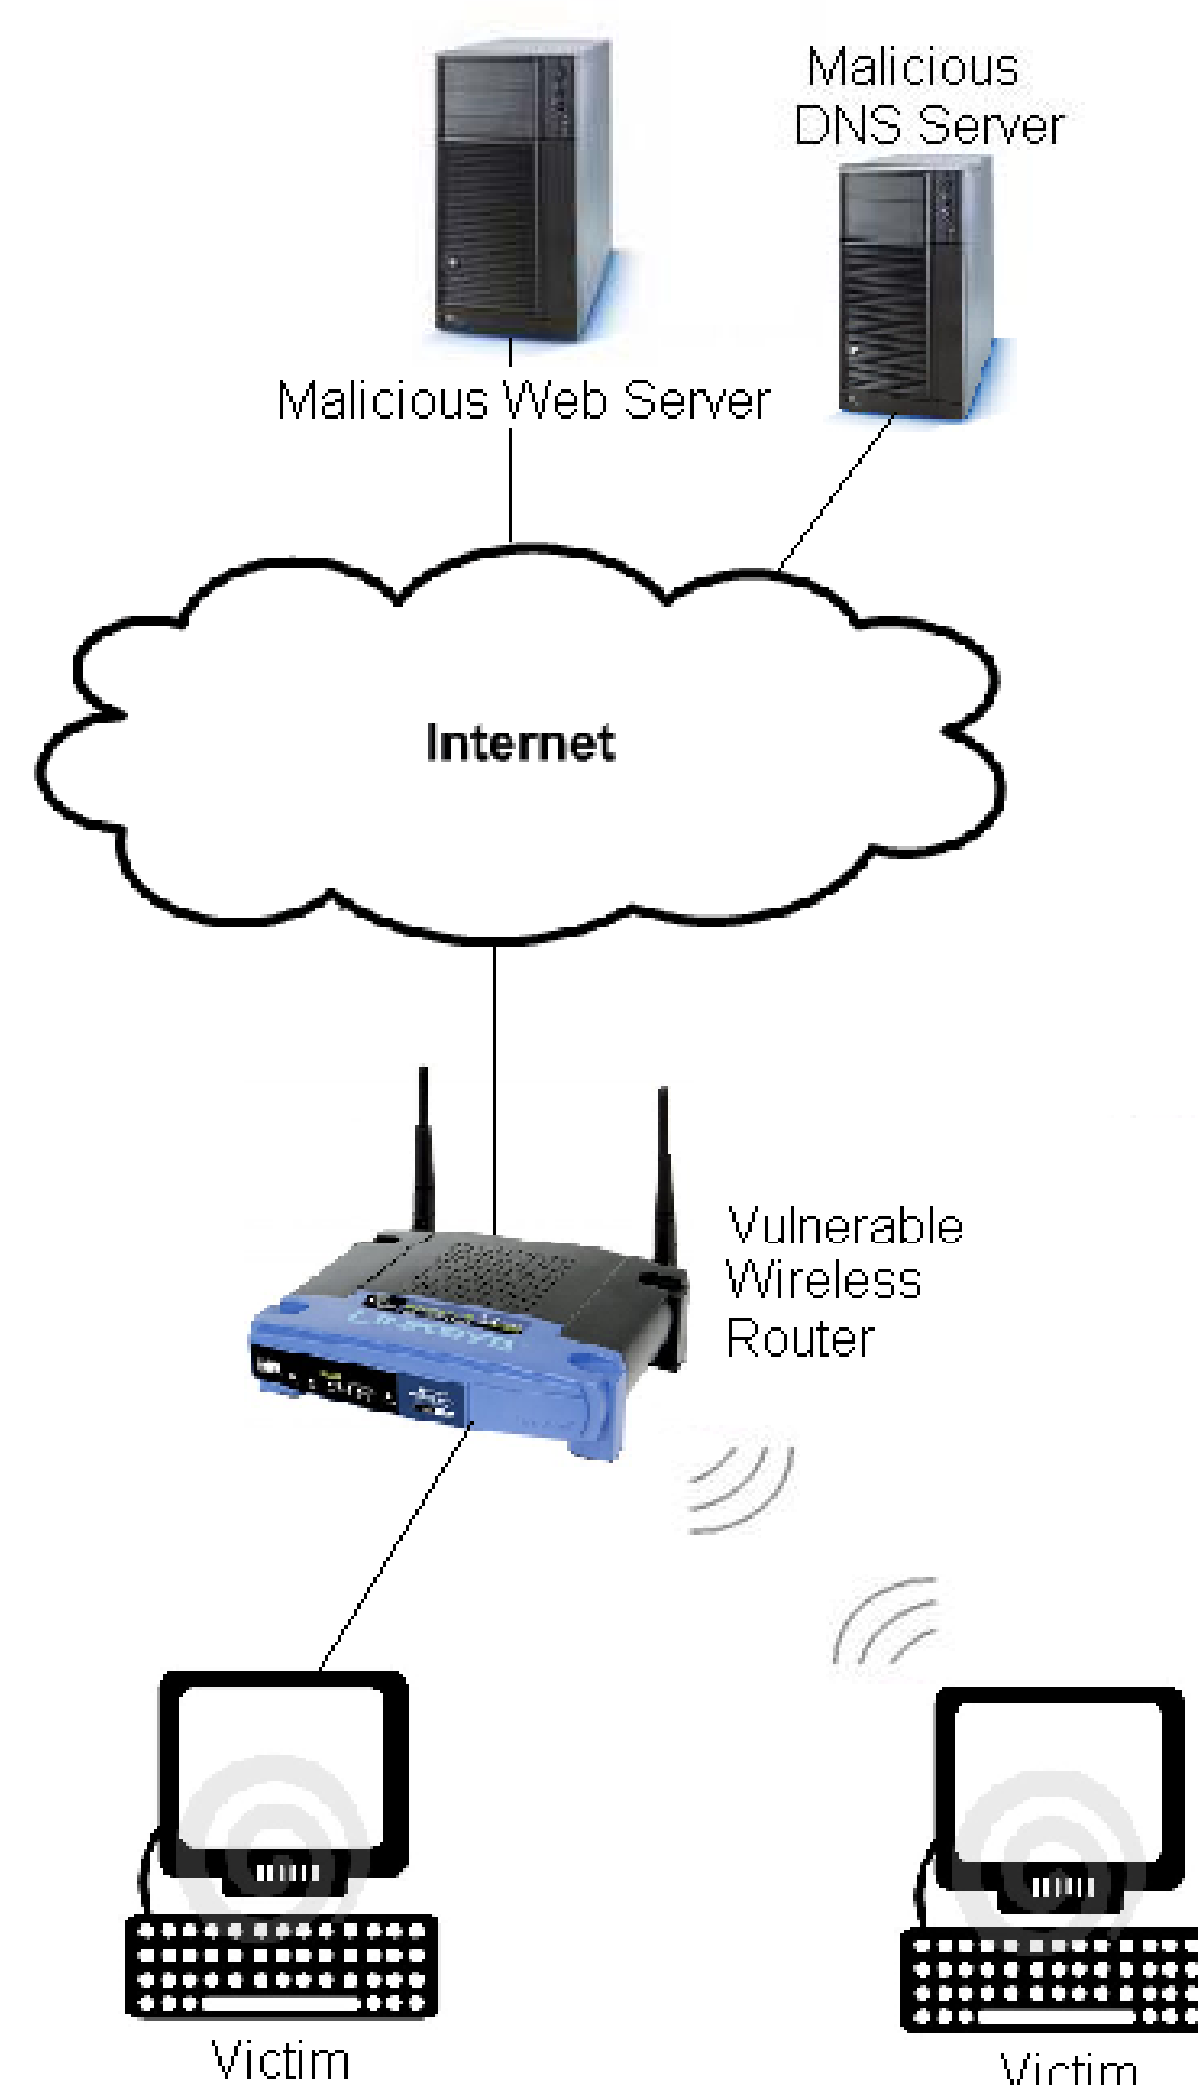 Malicious
DNS Server
Malicious Web Server
Internet
Vulnerable
Wireless
Router
Victim
Victim